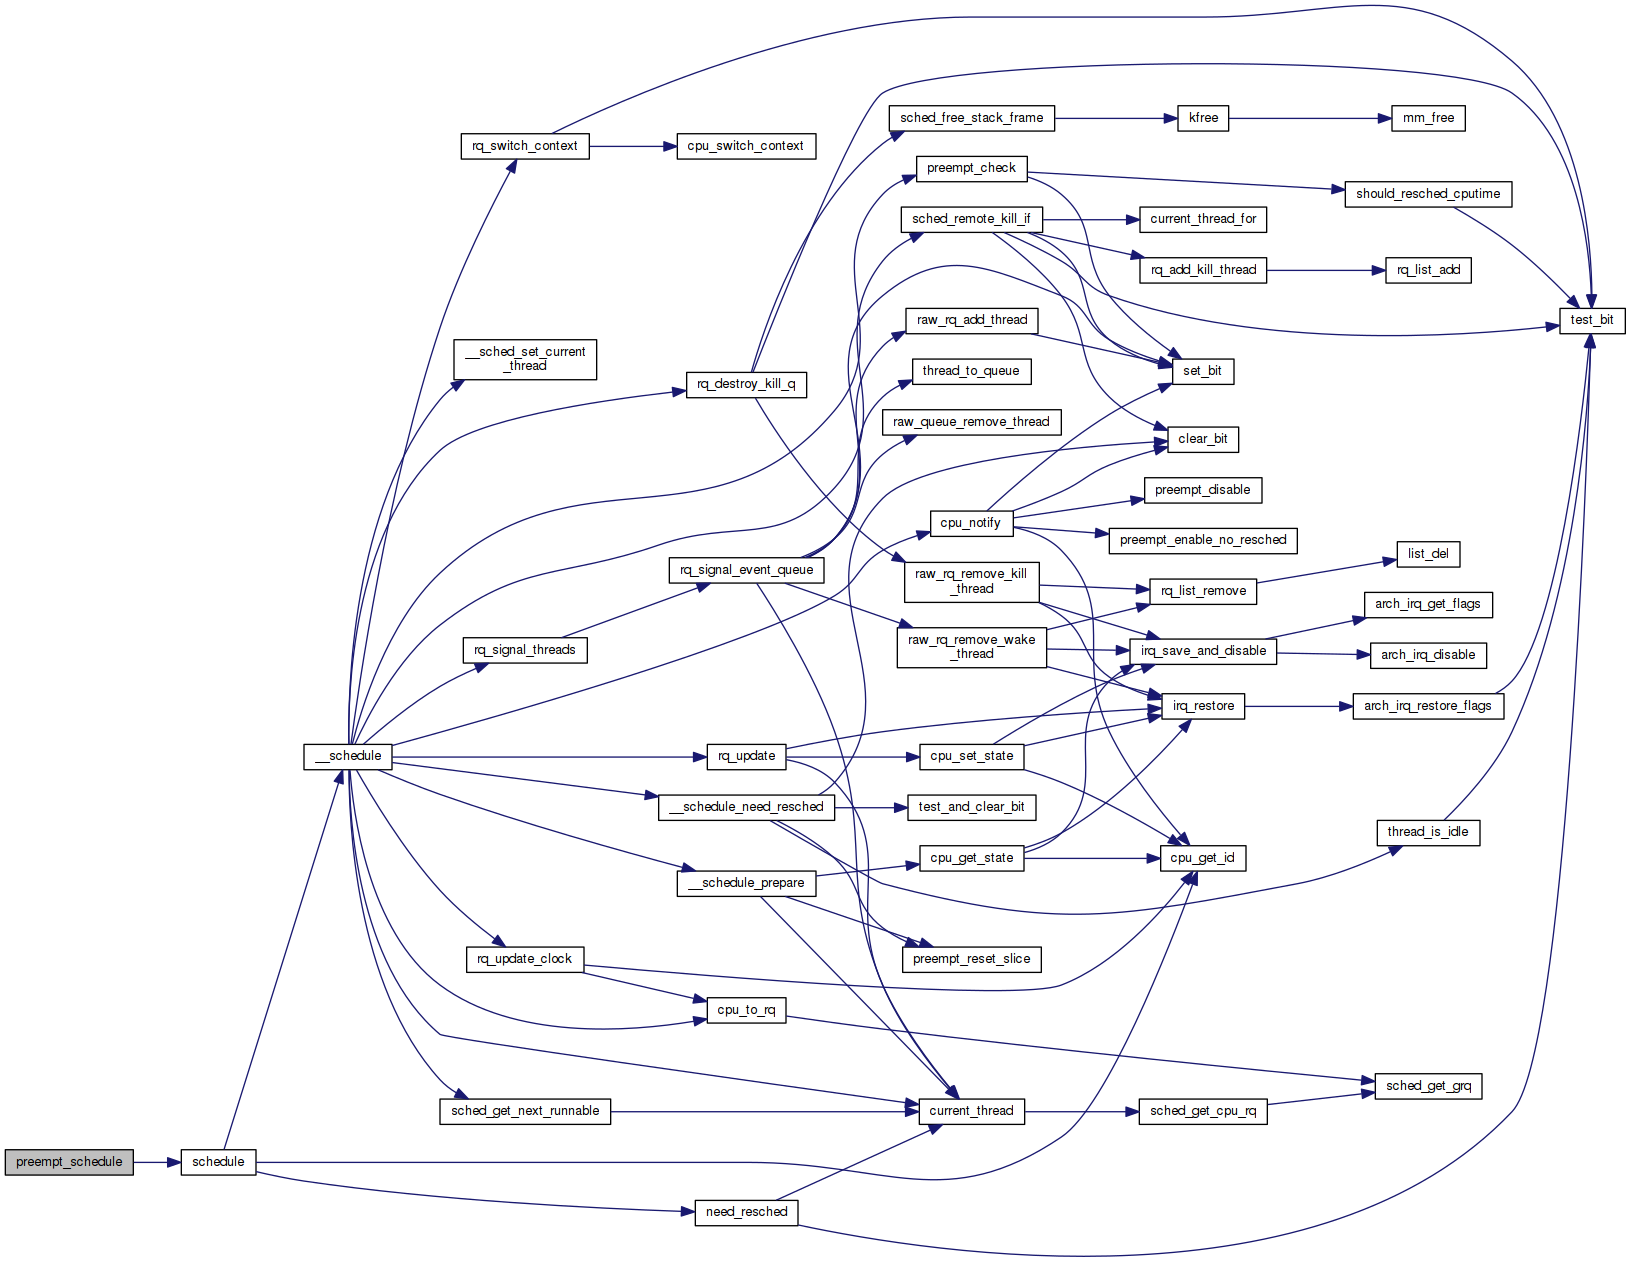 preempt_schedule
schedule
__schedule
rq_switch_context
__sched_set_current
_thread
rq_signal_threads
rq_update_clock
sched_get_next_runnable
cpu_switch_context
rq_destroy_kill_q
rq_signal_event_queue
rq_update
__schedule_need_resched
__schedule_prepare
cpu_to_rq
need_resched
sched_free_stack_frame
preempt_check
sched_remote_kill_if
raw_rq_add_thread
thread_to_queue
raw_queue_remove_thread
cpu_notify
raw_rq_remove_kill
_thread
raw_rq_remove_wake
_thread
cpu_set_state
test_and_clear_bit
cpu_get_state
preempt_reset_slice
current_thread
kfree
current_thread_for
rq_add_kill_thread
set_bit
clear_bit
preempt_disable
preempt_enable_no_resched
rq_list_remove
irq_save_and_disable
irq_restore
cpu_get_id
sched_get_cpu_rq
mm_free
should_resched_cputime
rq_list_add
list_del
arch_irq_get_flags
arch_irq_disable
arch_irq_restore_flags
thread_is_idle
sched_get_grq
test_bit